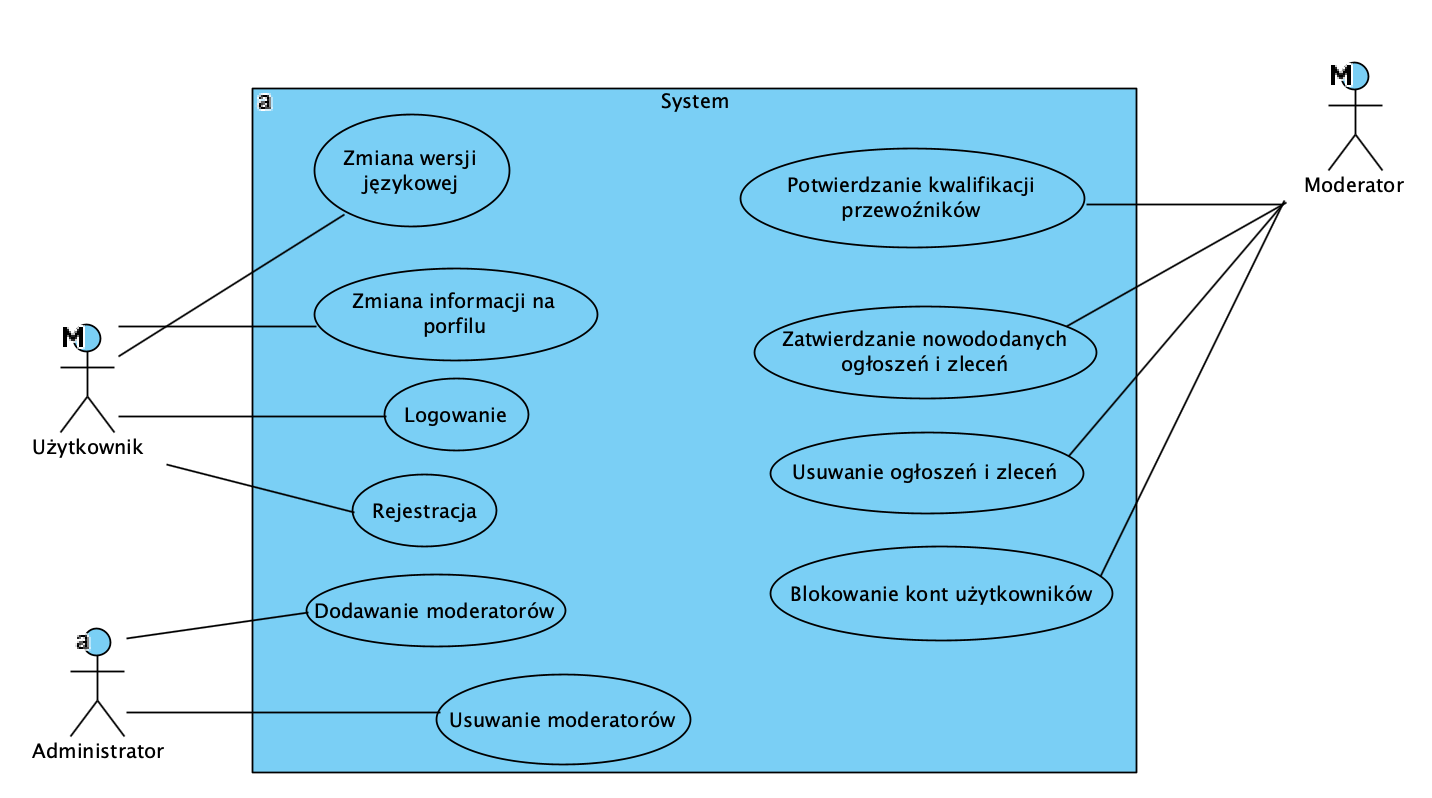 a
System
M
Moderator
Zmiana wersji
językowej
Potwierdzanie kwalifikacji
przewoźników
Zmiana informacji na
porfilu
M
Użytkownik
Zatwierdzanie nowododanych
ogłoszeń i zleceń
Logowanie
Usuwanie ogłoszeń i zleceń
Rejestracja
Blokowanie kont użytkowników
Dodawanie moderatorów
a
Administrator
Usuwanie moderatorów